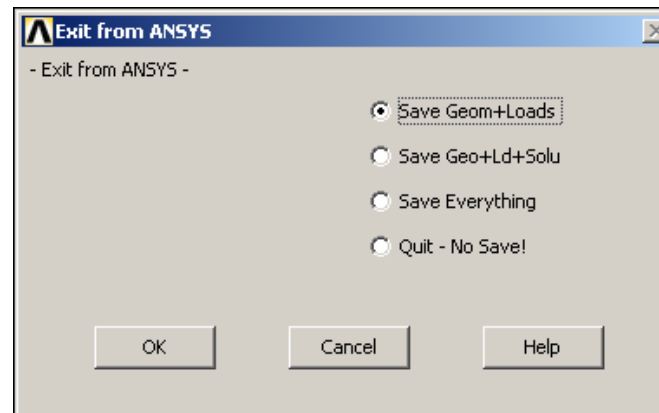 Exit from ANSYS
- Exit from ANSYS -
Save Geom+Loads
Save Geo+Ld+Solu
Save Everything
Quit - No Save!
OK Cancel Help